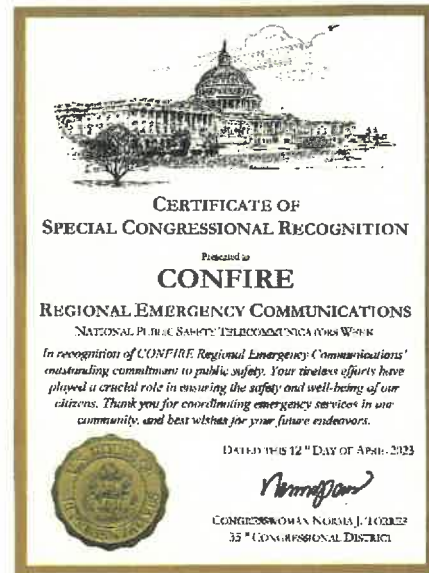 CERTIFICATE OF
SPECIAL CONGRESSIONAL RECOGNITION
Presented to
CONFIRE
REGIONAL EMERGENCY COMMUNICATIONS
NATIONAL PUBLIC SAFETY TELECOMMUNICATORS WEEK
In recognition of CONFIRE Regional Emergency Communications'
outstanding commitment to public safety. Your tireless efforts have
played a crucial role in ensuring the safety and well-being of our
citizens. Thank you for coordinating emergency services in our
community, and best wishes for your future endeavors.
DATED THIS 12TH DAY OF APRIL 2023
CONGRESSWOMAN NORMA J. TORRES
35TH CONGRESSIONAL DISTRICT